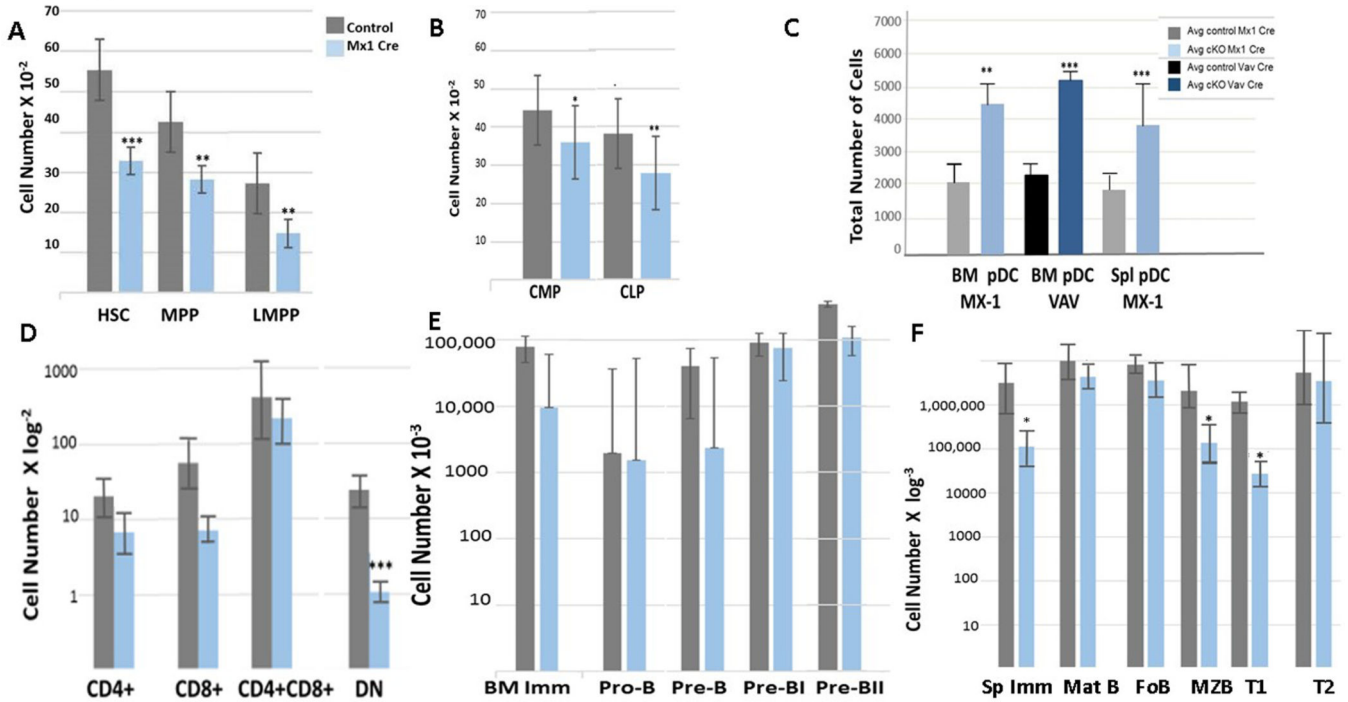 A
Cell Number X 10-2
70
60
50
40
30
20
10
Control
Mx1 Cre
***
**
**
HSC MPP LMPP
B
Cell Number X 10-2
70
60
50
40
30
20
10
*
**
CMP CLP
C
Total Number of Cells
7000
6000
5000
4000
3000
2000
1000
0
Avg control Mx1 Cre
Avg cKO Mx1 Cre
Avg control Vav Cre
Avg cKO Vav Cre
**
***
***
BM pDC BM pDC Spl pDC
MX-1 VAV MX-1
D
Cell Number X log-2
1000
100
10
1
***
CD4+ CD8+ CD4+CD8+ DN
E
Cell Number X 10-3
100,000
10,000
1000
100
10
BM Imm Pro-B Pre-B Pre-BI Pre-BII
F
Cell Number X log-3
1,000,000
100,000
10000
1000
100
10
*
*
*
Sp Imm Mat B FoB MZB T1 T2